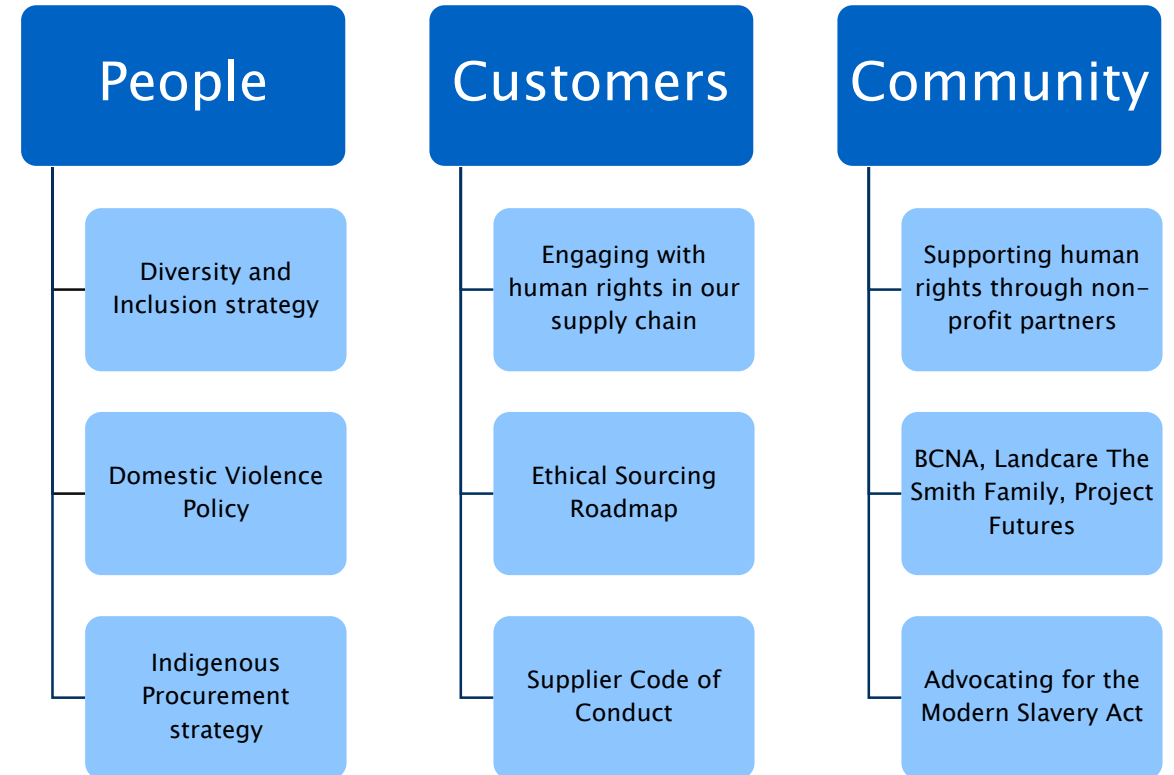 People
Diversity and
Inclusion strategy
Domestic Violence
Policy
Indigenous
Procurement
strategy
Customers
Engaging with
human rights in our
supply chain
Ethical Sourcing
Roadmap
Supplier Code of
Conduct
Community
Supporting human
rights through non-
profit partners
BCNA, Landcare The
Smith Family, Project
Futures
Advocating for the
Modern Slavery Act